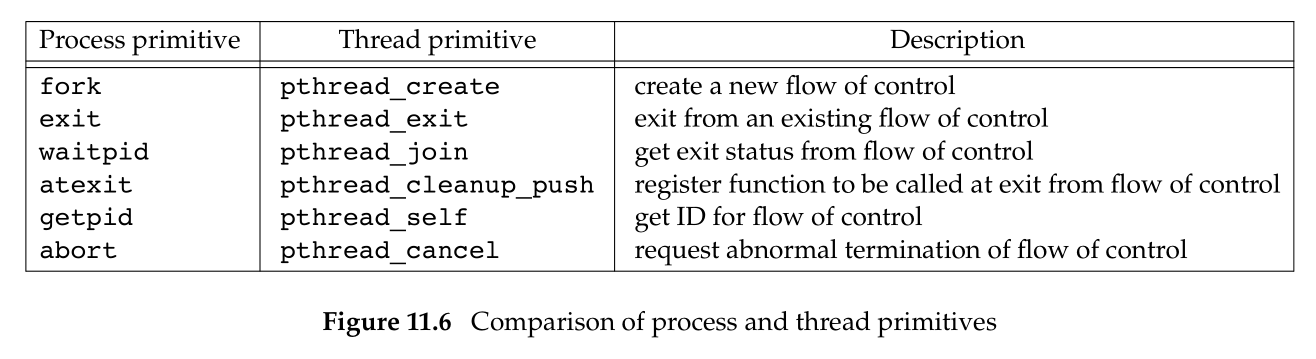 Process primitive Thread primitive Description
fork pthread_create create a new flow of control
exit pthread_exit exit from an existing flow of control
waitpid pthread_join get exit status from flow of control
atexit pthread_cleanup_push register function to be called at exit from flow of control
getpid pthread_self get ID for flow of control
abort pthread_cancel request abnormal termination of flow of control
Figure 11.6 Comparison of process and thread primitives